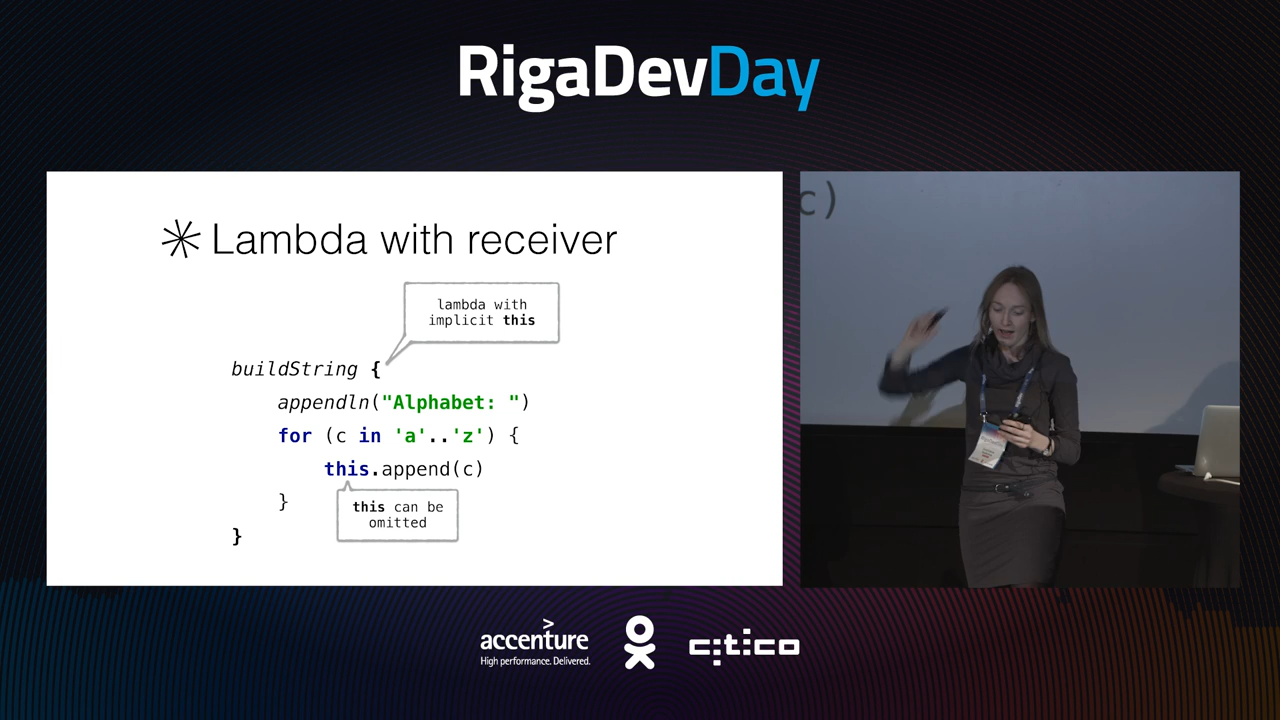 RigaDevDay
Lambda with receiver
lambda with
implicit this
buildString {
appendln("Alphabet: ")
for (c in 'a'..'z') {
this.append(c)
}
this can be
omitted
}
c)
>
accenture
High performance. Delivered.
citico